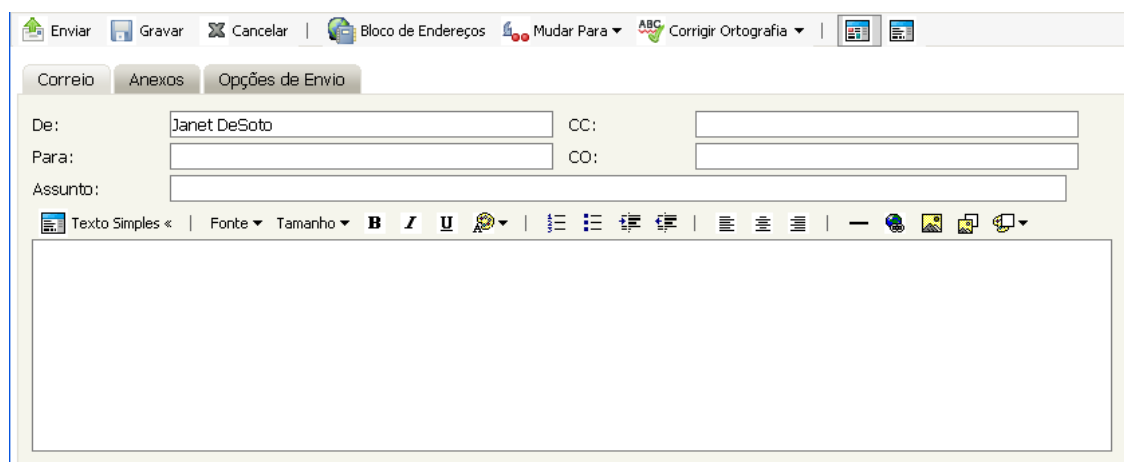 Enviar Gravar Cancelar | Bloco de Endereços Mudar Para ABC Corrigir Ortografia |
Correio Anexos Opções de Envio
De: Janet DeSoto CC:
Para: CO:
Assunto:
Texto Simples « | Fonte Tamanho B I U | | |